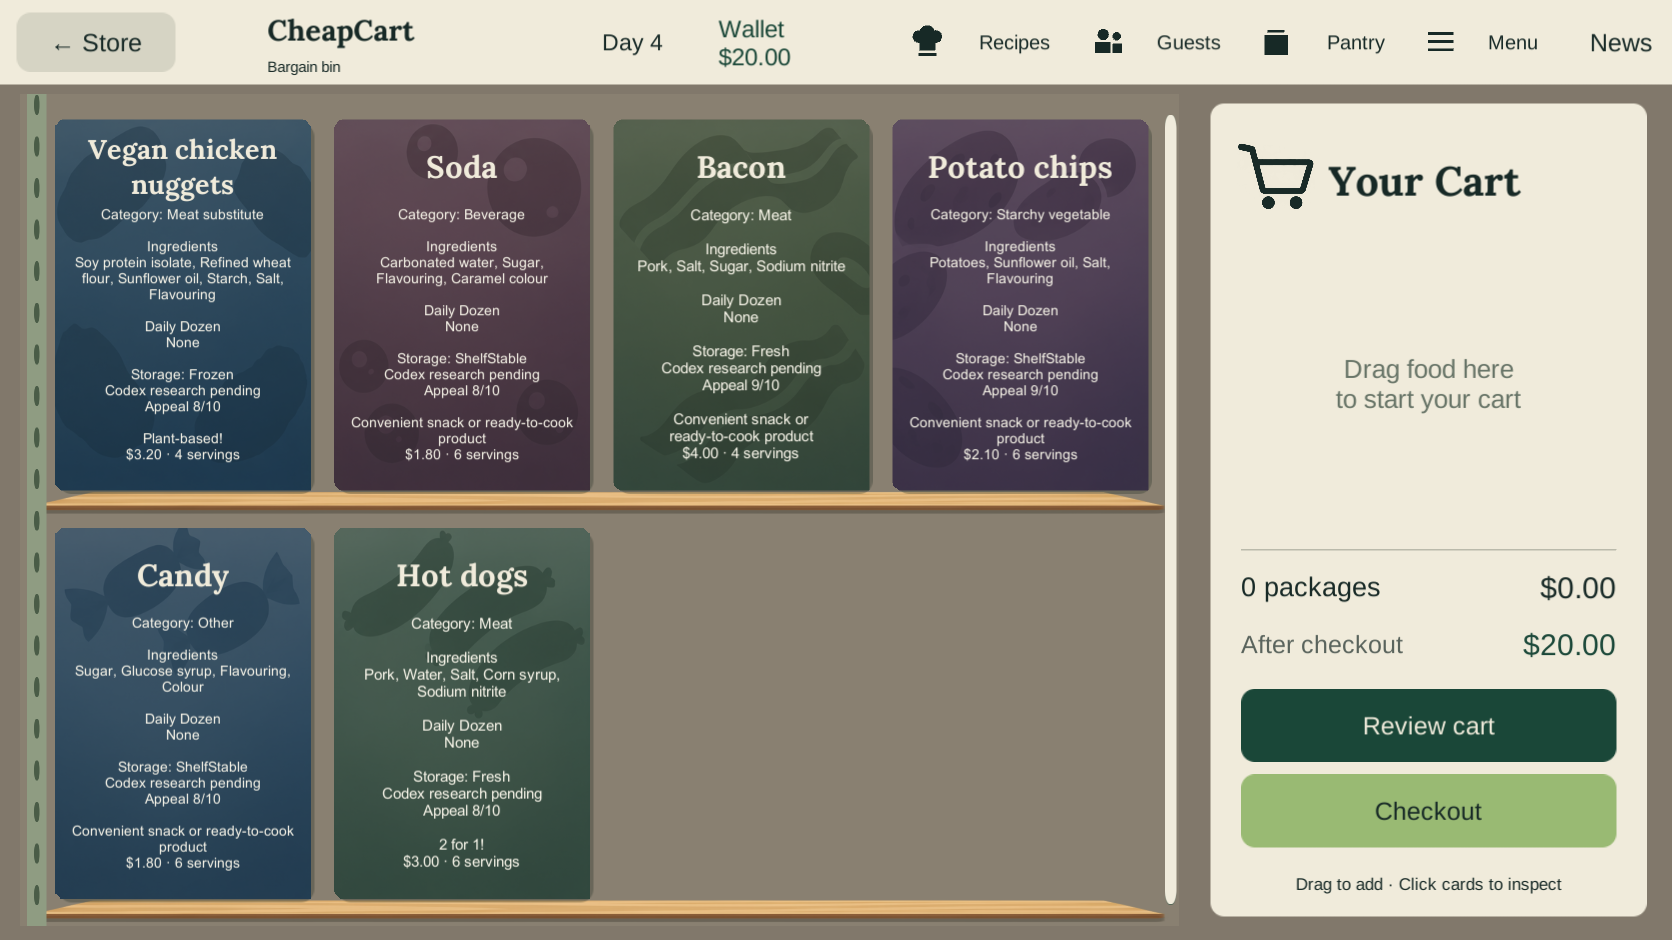 ← Store
CheapCart
Bargain bin
Day 4
Wallet
$20.00
Recipes
Guests
Pantry
Menu
News
Vegan chicken
nuggets
Category: Meat substitute
Ingredients
Soy protein isolate, Refined wheat
flour, Sunflower oil, Starch, Salt,
Flavouring
Daily Dozen
None
Storage: Frozen
Codex research pending
Appeal 8/10
Plant-based!
$3.20 · 4 servings
Soda
Category: Beverage
Ingredients
Carbonated water, Sugar,
Flavouring, Caramel colour
Daily Dozen
None
Storage: ShelfStable
Codex research pending
Appeal 8/10
Convenient snack or ready-to-cook
product
$1.80 · 6 servings
Bacon
Category: Meat
Ingredients
Pork, Salt, Sugar, Sodium nitrite
Daily Dozen
None
Storage: Fresh
Codex research pending
Appeal 9/10
Convenient snack or
ready-to-cook product
$4.00 · 4 servings
Potato chips
Category: Starchy vegetable
Ingredients
Potatoes, Sunflower oil, Salt,
Flavouring
Daily Dozen
None
Storage: ShelfStable
Codex research pending
Appeal 9/10
Convenient snack or ready-to-cook
product
$2.10 · 6 servings
Candy
Category: Other
Ingredients
Sugar, Glucose syrup, Flavouring,
Colour
Daily Dozen
None
Storage: ShelfStable
Codex research pending
Appeal 8/10
Convenient snack or ready-to-cook
product
$1.80 · 6 servings
Hot dogs
Category: Meat
Ingredients
Pork, Water, Salt, Corn syrup,
Sodium nitrite
Daily Dozen
None
Storage: Fresh
Codex research pending
Appeal 8/10
2 for 1!
$3.00 · 6 servings
Your Cart
Drag food here
to start your cart
0 packages $0.00
After checkout $20.00
Review cart
Checkout
Drag to add · Click cards to inspect